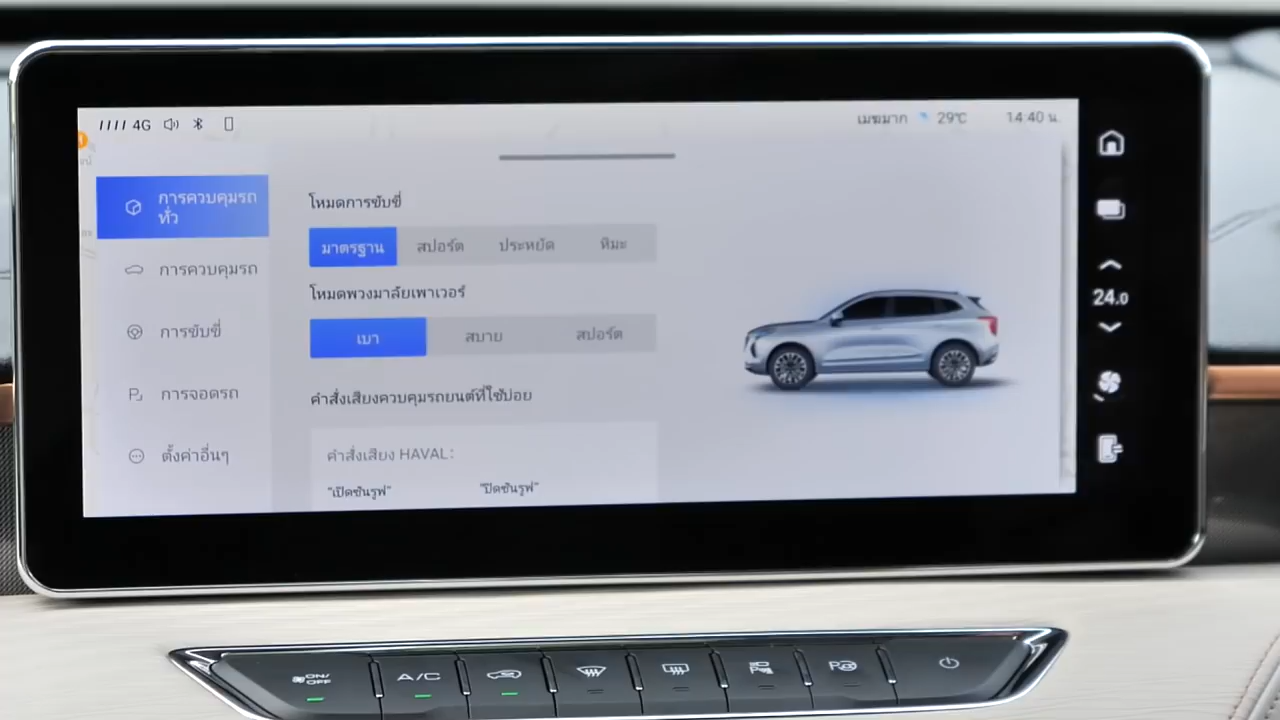 4G
เมฆมาก 29℃ 14:40 น.
การควบคุมรถ
ทั่ว
การควบคุมรถ
การขับขี่
การจอดรถ
ตั้งค่าอื่นๆ
โหมดการขับขี่
มาตรฐาน สปอร์ต ประหยัด หิมะ
โหมดพวงมาลัยเพาเวอร์
เบา สบาย สปอร์ต
คำสั่งเสียงควบคุมรถยนต์ที่ใช้บ่อย
คำสั่งเสียง HAVAL:
"เปิดซันรูฟ" "ปิดซันรูฟ"
24.0
ON/
OFF
A/C